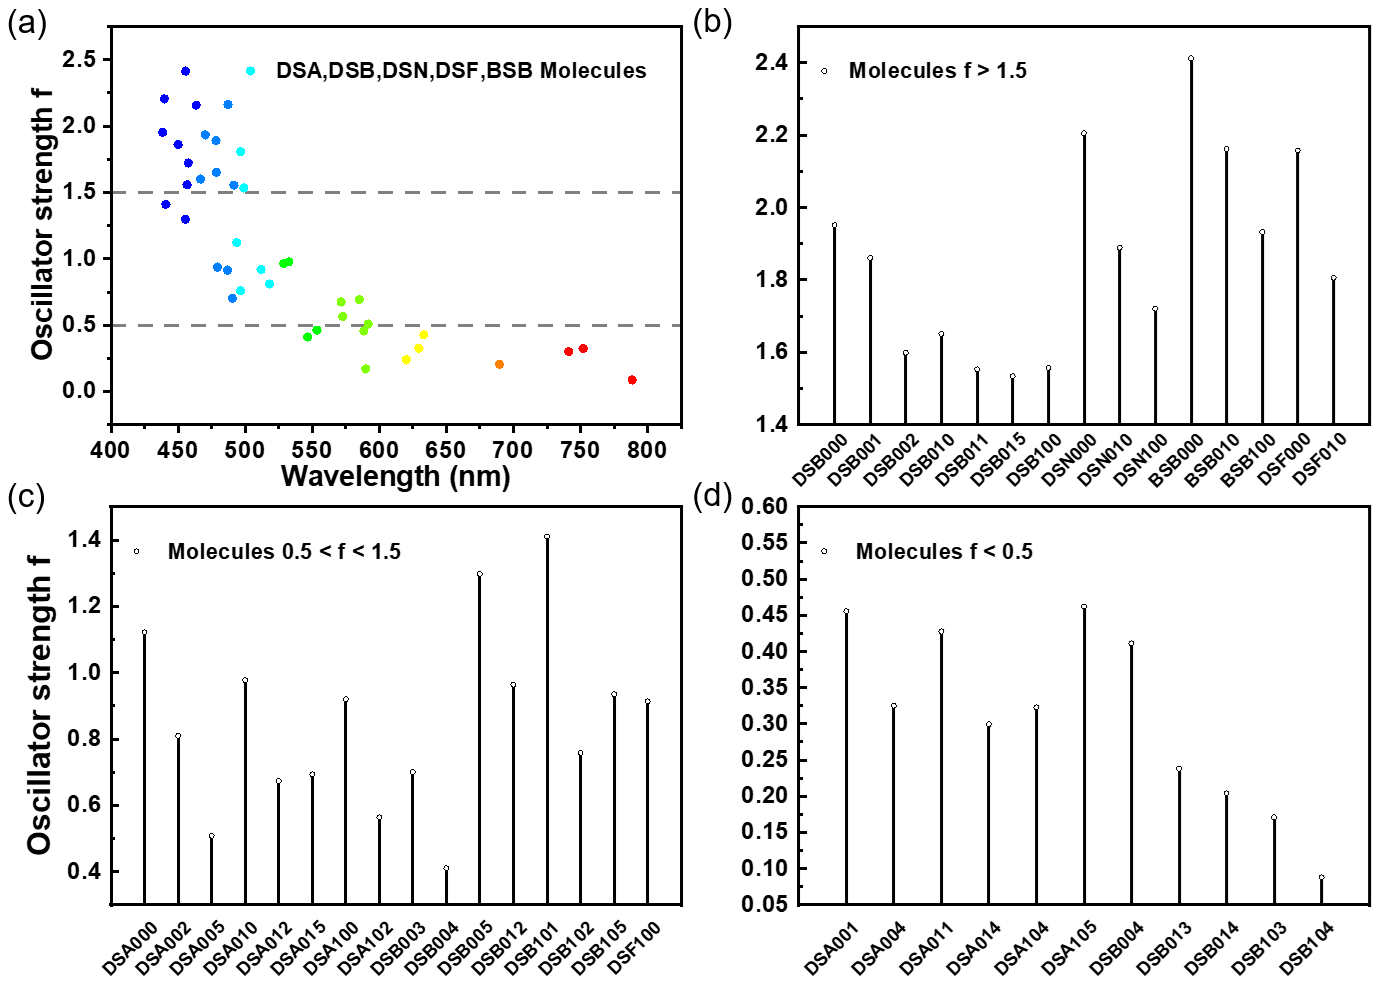 (a)
DSA,DSB,DSN,DSF,BSB Molecules
Oscillator strength f
2.5
2.0
1.5
1.0
0.5
0.0
400 450 500 550 600 650 700 750 800
Wavelength (nm)
(b)
Molecules f > 1.5
2.4
2.2
2.0
1.8
1.6
1.4
DSB000 DSB001 DSB002 DSB010 DSB011 DSB015 DSB100 DSN000 DSN010 DSN100 BSB000 BSB010 BSB100 DSF000 DSF010
(c)
Molecules 0.5 < f < 1.5
Oscillator strength f
1.4
1.2
1.0
0.8
0.6
0.4
DSA000 DSA002 DSA005 DSA010 DSA012 DSA015 DSA100 DSA102 DSB003 DSB004 DSB005 DSB012 DSB101 DSB102 DSB105 DSF100
(d)
Molecules f < 0.5
0.60
0.55
0.50
0.45
0.40
0.35
0.30
0.25
0.20
0.15
0.10
0.05
DSA001 DSA004 DSA011 DSA014 DSA104 DSA105 DSB004 DSB013 DSB014 DSB103 DSB104